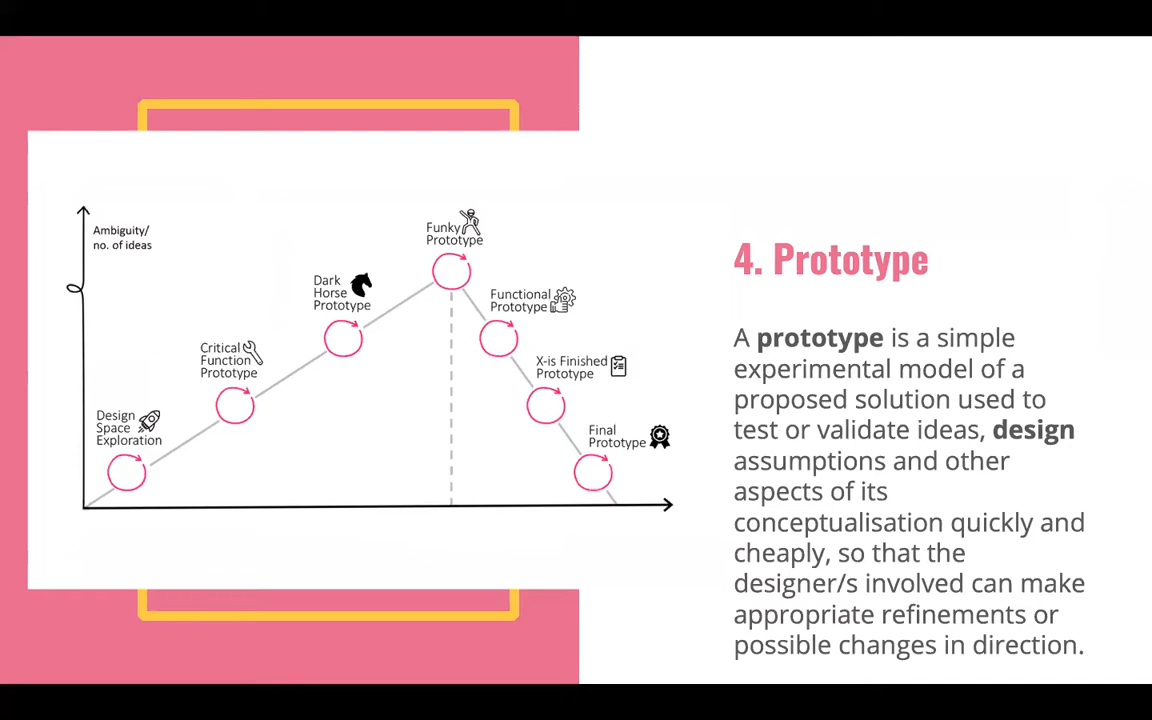 Ambiguity/
no. of ideas
Funky
Prototype
Dark
Horse
Prototype
Functional
Prototype
Critical
Function
Prototype
X-is Finished
Prototype
Design
Space
Exploration
Final
Prototype
4. Prototype
A prototype is a simple
experimental model of a
proposed solution used to
test or validate ideas, design
assumptions and other
aspects of its
conceptualisation quickly and
cheaply, so that the
designer/s involved can make
appropriate refinements or
possible changes in direction.